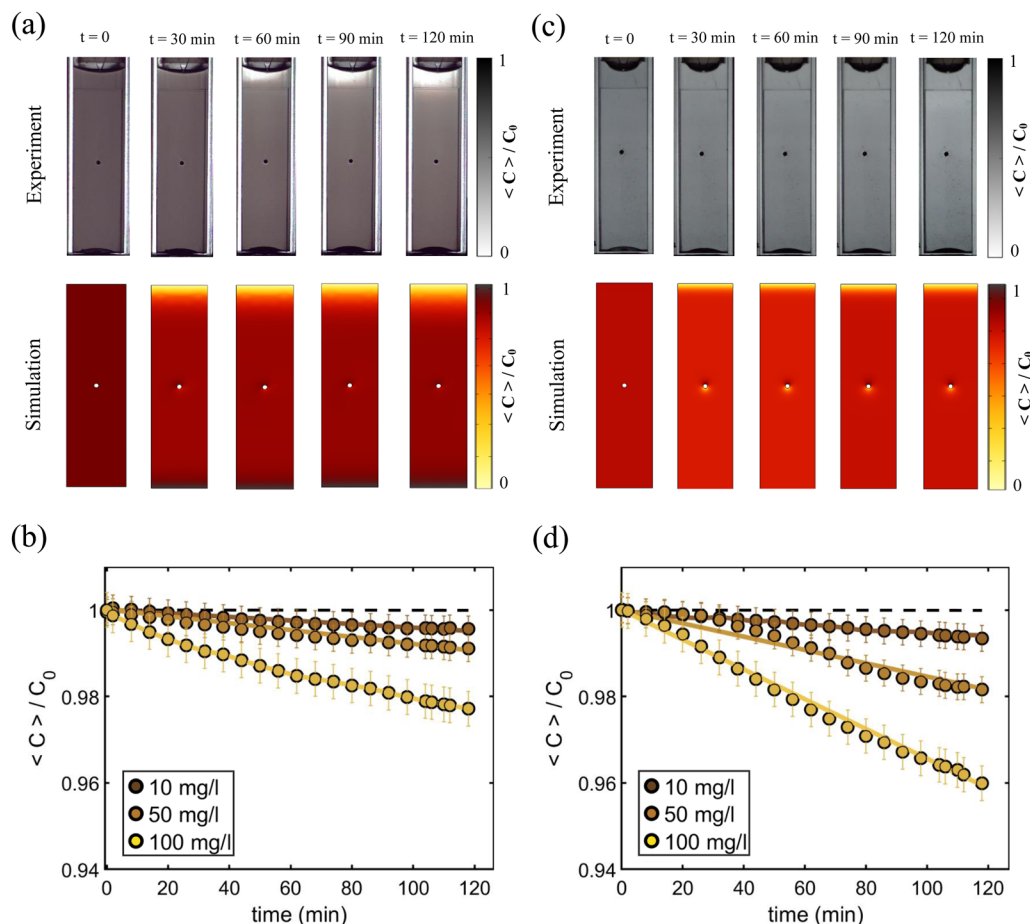 (a)
t = 0 t = 30 min t = 60 min t = 90 min t = 120 min
Experiment
1
< C > / C0
0
Simulation
1
< C > / C0
0
(c)
t = 0 t = 30 min t = 60 min t = 90 min t = 120 min
Experiment
1
< C > / C0
0
Simulation
1
< C > / C0
0
(b)
< C > / C0
1
0.98
0.96
0.94
10 mg/l
50 mg/l
100 mg/l
0 20 40 60 80 100 120
time (min)
(d)
< C > / C0
1
0.98
0.96
0.94
10 mg/l
50 mg/l
100 mg/l
0 20 40 60 80 100 120
time (min)